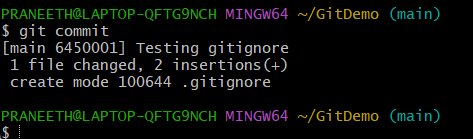 PRANEETH@LAPTOP-QFTG9NCH MINGW64 ~/GitDemo (main)
$ git commit
[main 6450001] Testing gitignore
 1 file changed, 2 insertions(+)
 create mode 100644 .gitignore

PRANEETH@LAPTOP-QFTG9NCH MINGW64 ~/GitDemo (main)
$